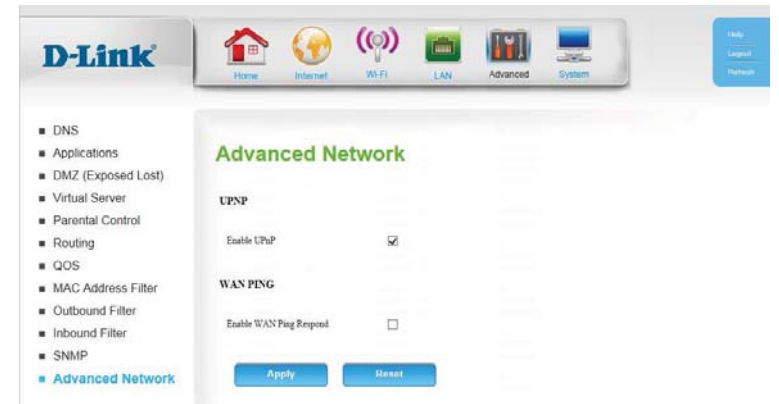 D-Link
Home
Internet
Wi-Fi
LAN
Advanced
System
Help
Logout
Refresh
DNS
Applications
DMZ (Exposed Lost)
Virtual Server
Parental Control
Routing
QOS
MAC Address Filter
Outbound Filter
Inbound Filter
SNMP
Advanced Network
Advanced Network
UPNP
Enable UPnP
WAN PING
Enable WAN Ping Respond
Apply
Reset